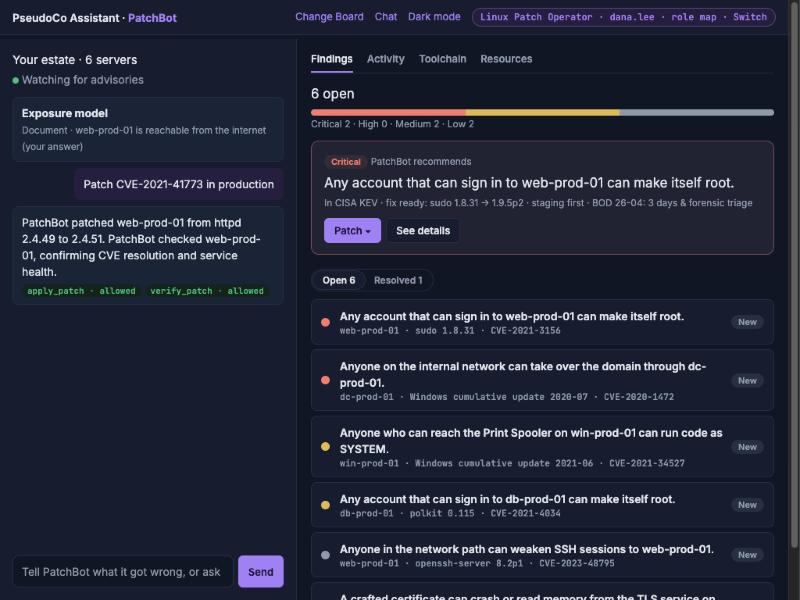 PseudoCo Assistant · PatchBot
Change Board
Chat
Dark mode
Linux Patch Operator · dana.lee · role map · Switch
Your estate · 6 servers
Watching for advisories
Exposure model
Document · web-prod-01 is reachable from the internet
(your answer)
Patch CVE-2021-41773 in production
PatchBot patched web-prod-01 from httpd
2.4.49 to 2.4.51. PatchBot checked web-prod-
01, confirming CVE resolution and service
health.
apply_patch · allowed
verify_patch · allowed
Tell PatchBot what it got wrong, or ask
Send
Findings
Activity
Toolchain
Resources
6 open
Critical 2 · High 0 · Medium 2 · Low 2
Critical
PatchBot recommends
Any account that can sign in to web-prod-01 can make itself root.
In CISA KEV · fix ready: sudo 1.8.31 → 1.9.5p2 · staging first · BOD 26-04: 3 days & forensic triage
Patch
See details
Open 6
Resolved 1
Any account that can sign in to web-prod-01 can make itself root.
web-prod-01 · sudo 1.8.31 · CVE-2021-3156
New
Anyone on the internal network can take over the domain through dc-
prod-01.
dc-prod-01 · Windows cumulative update 2020-07 · CVE-2020-1472
New
Anyone who can reach the Print Spooler on win-prod-01 can run code as
SYSTEM.
win-prod-01 · Windows cumulative update 2021-06 · CVE-2021-34527
New
Any account that can sign in to db-prod-01 can make itself root.
db-prod-01 · polkit 0.115 · CVE-2021-4034
New
Anyone in the network path can weaken SSH sessions to web-prod-01.
web-prod-01 · openssh-server 8.2p1 · CVE-2023-48795
New
A crafted certificate can crash or read memory from the TLS service on